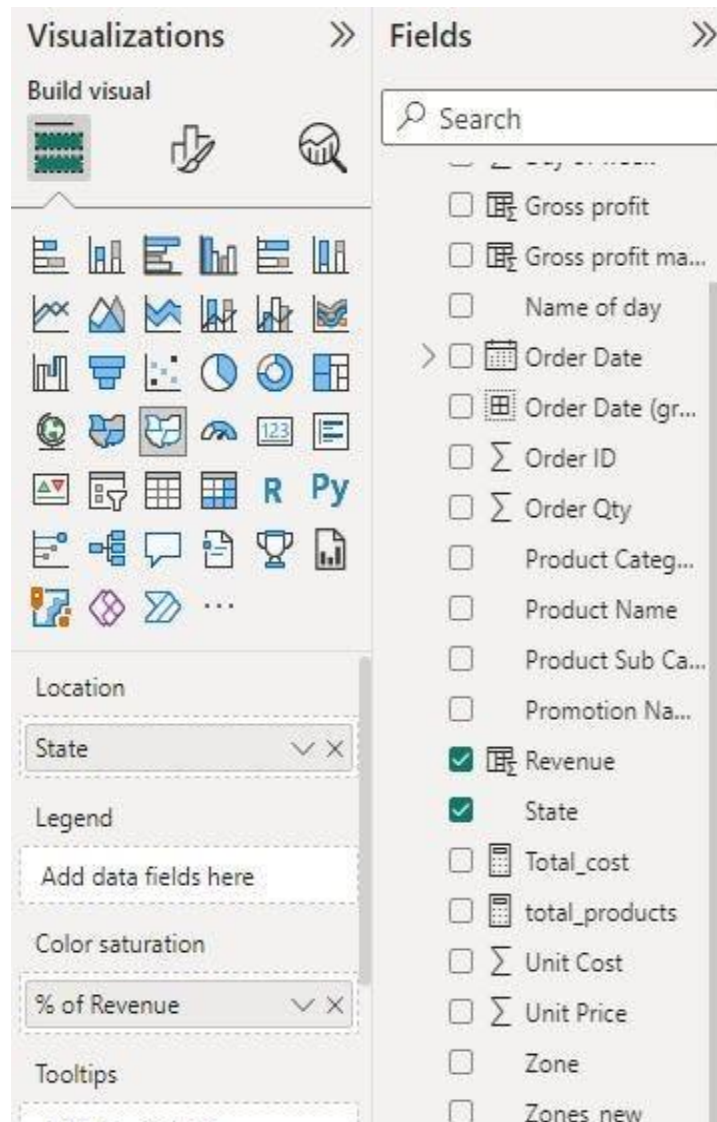 Visualizations
Build visual
123
R
Py
Location
State
Legend
Add data fields here
Color saturation
% of Revenue
Tooltips
Fields
Search
Gross profit
Gross profit ma...
Name of day
Order Date
Order Date (gr...
Order ID
Order Qty
Product Categ...
Product Name
Product Sub Ca...
Promotion Na...
Revenue
State
Total_cost
total_products
Unit Cost
Unit Price
Zone
Zones_new